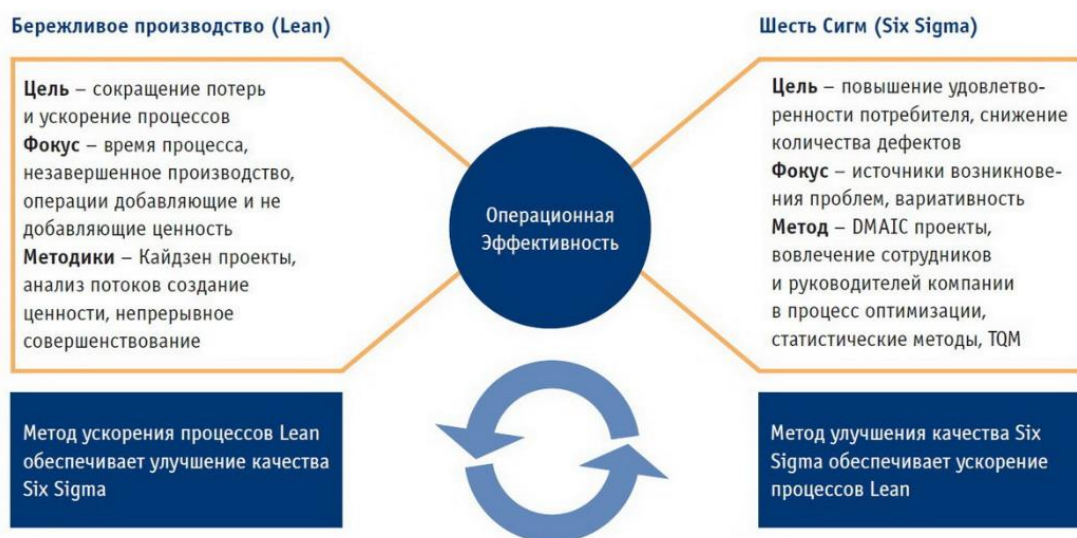 Бережливое производство (Lean)
Цель – сокращение потерь
и ускорение процессов
Фокус – время процесса,
незавершенное производство,
операции добавляющие и не
добавляющие ценность
Методики – Кайдзен проекты,
анализ потоков создание
ценности, непрерывное
совершенствование
Операционная
Эффективность
Шесть Сигм (Six Sigma)
Цель – повышение удовлетво-
ренности потребителя, снижение
количества дефектов
Фокус – источники возникнове-
ния проблем, вариативность
Метод – DMAIC проекты,
вовлечение сотрудников
и руководителей компании
в процесс оптимизации,
статистические методы, TQM
Метод ускорения процессов Lean
обеспечивает улучшение качества
Six Sigma
Метод улучшения качества Six
Sigma обеспечивает ускорение
процессов Lean